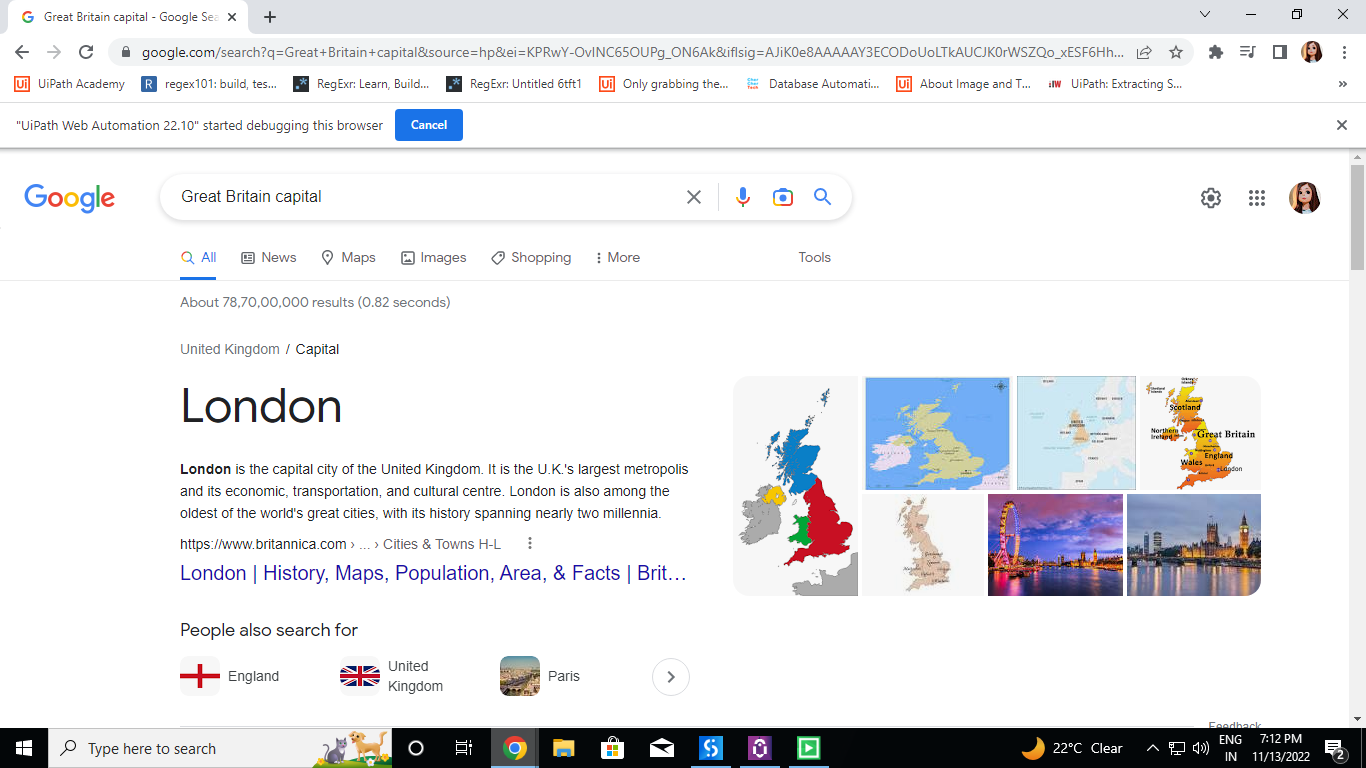 Great Britain capital - Google Sea
google.com/search?q=Great+Britain+capital&source=hp&ei=KPRwY-OvINC65OUPg_ON6Ak&iflsig=AJiK0e8AAAAAY3ECODoUoLTkAUCJK0rWSZQo_xESF6Hh...
UiPath Academy
regex101: build, tes...
RegExr: Learn, Build...
RegExr: Untitled 6tft1
Only grabbing the...
Database Automati...
About Image and T...
UiPath: Extracting S...
"UiPath Web Automation 22.10" started debugging this browser
Cancel
Google
Great Britain capital
All
News
Maps
Images
Shopping
More
Tools
About 78,70,00,000 results (0.82 seconds)
United Kingdom / Capital
London
London is the capital city of the United Kingdom. It is the U.K.'s largest metropolis
and its economic, transportation, and cultural centre. London is also among the
oldest of the world's great cities, with its history spanning nearly two millennia.
https://www.britannica.com › ... › Cities & Towns H-L
London | History, Maps, Population, Area, & Facts | Brit...
Scotland
Northern
Ireland
Great Britain
England
Wales
London
People also search for
England
United
Kingdom
Paris
Feedback
Type here to search
22°C Clear
ENG
IN
7:12 PM
11/13/2022
2